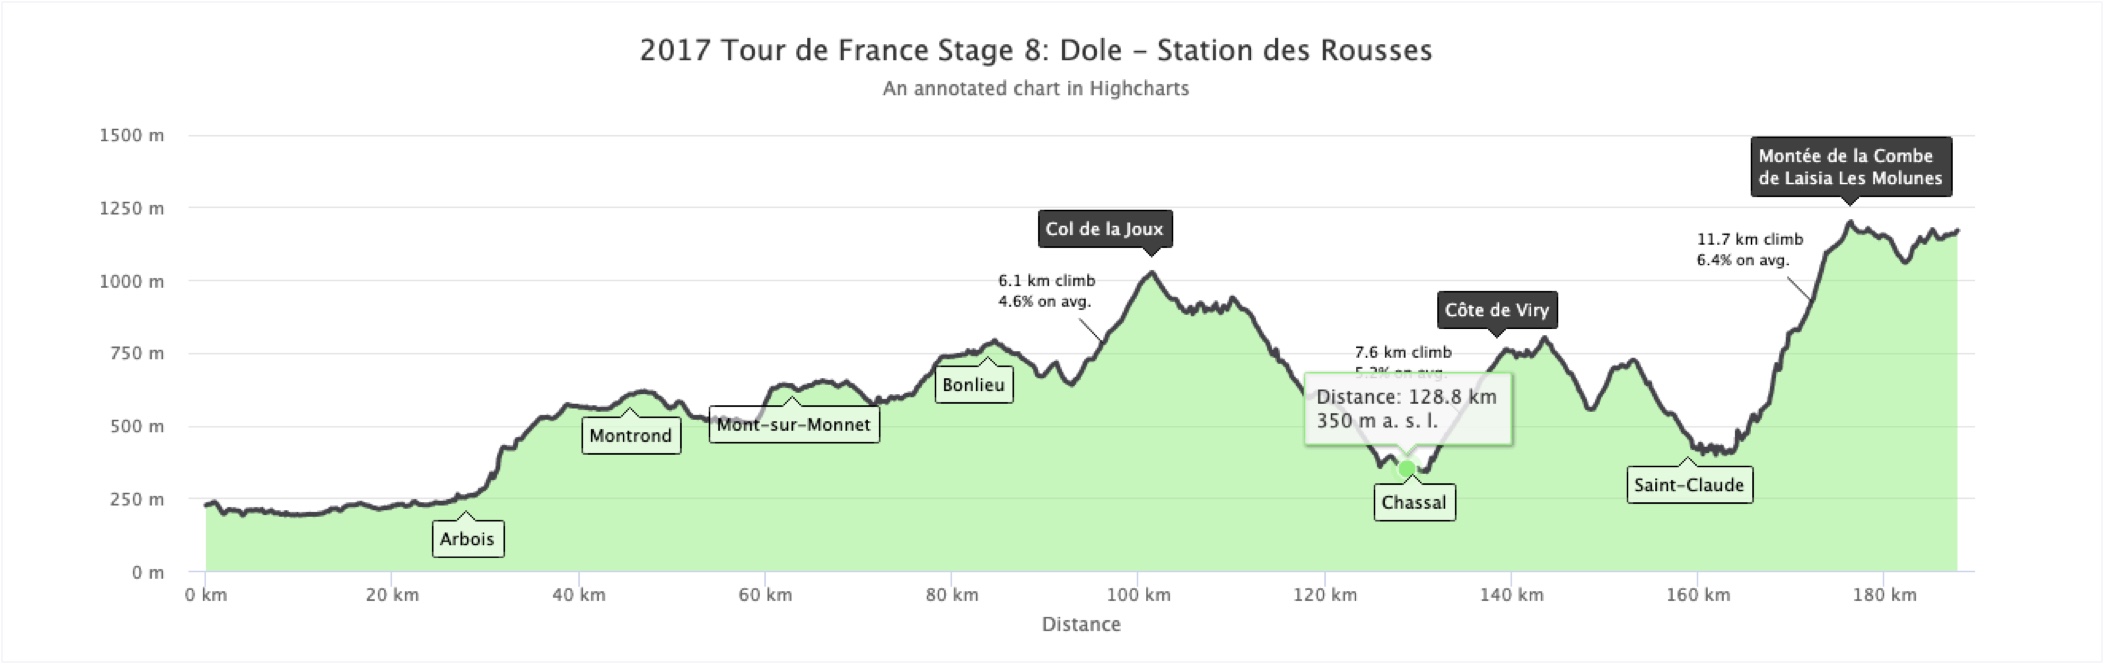 2017 Tour de France Stage 8: Dole – Station des Rousses
An annotated chart in Highcharts
1500 m
1250 m
1000 m
750 m
500 m
250 m
0 m
Montée de la Combe
de Laisia Les Molunes
Col de la Joux
11.7 km climb
6.4% on avg.
6.1 km climb
4.6% on avg.
Côte de Viry
7.6 km climb
5.2% on avg.
Distance: 128.8 km
350 m a. s. l.
Bonlieu
Mont-sur-Monnet
Montrond
Saint-Claude
Chassal
Arbois
0 km
20 km
40 km
60 km
80 km
100 km
120 km
140 km
160 km
180 km
Distance